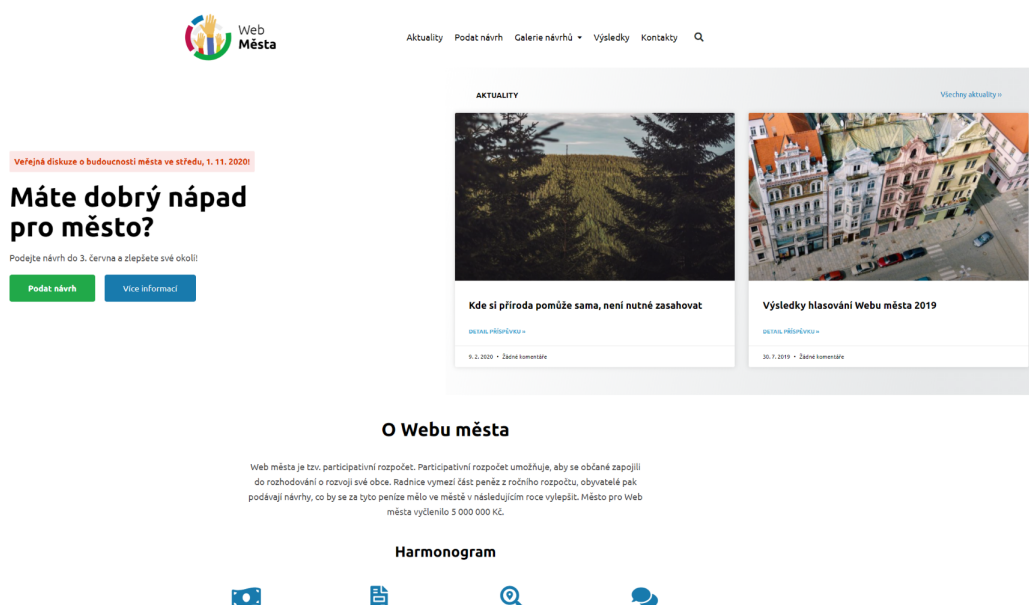 Web
Města
Aktuality Podat návrh Galerie návrhů Výsledky Kontakty
AKTUALITY
Všechny aktuality »
Veřejná diskuze o budoucnosti města ve středu, 1. 11. 2020!
Máte dobrý nápad
pro město?
Podejte návrh do 3. června a zlepšete své okolí!
Podat návrh
Více informací
Kde si příroda pomůže sama, není nutné zasahovat
DETAIL PŘÍSPĚVKU »
9. 2. 2020 • Žádné komentáře
Výsledky hlasování Webu města 2019
DETAIL PŘÍSPĚVKU »
30. 7. 2019 • Žádné komentáře
O Webu města
Web města je tzv. participativní rozpočet. Participativní rozpočet umožňuje, aby se občané zapojili
do rozhodování o rozvoji své obce. Radnice vymezí část peněz z ročního rozpočtu, obyvatelé pak
podávají návrhy, co by se za tyto peníze mělo ve městě v následujícím roce vylepšit. Město pro Web
města vyčlenilo 5 000 000 Kč.
Harmonogram